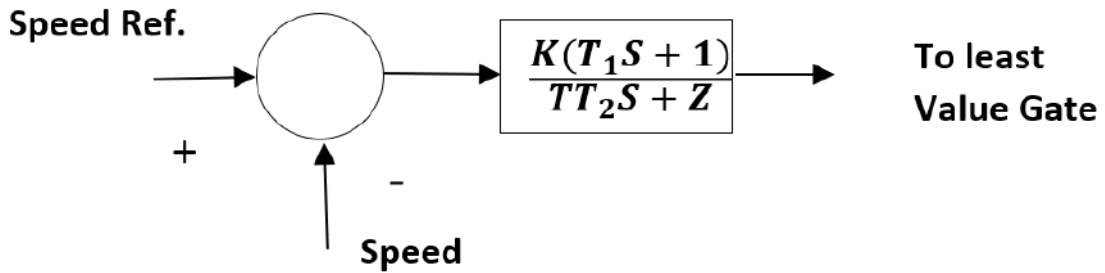 Speed Ref.
K(T₁S + 1)
TT₂S + Z
To least
Value Gate
+
-
Speed